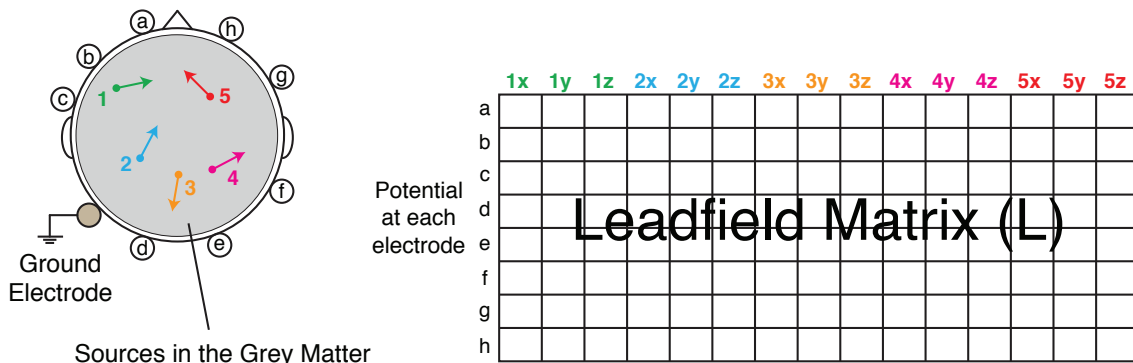 a
h
b
g
c
1
5
2
3
4
f
d
e
Ground
Electrode
Sources in the Grey Matter
1x 1y 1z 2x 2y 2z 3x 3y 3z 4x 4y 4z 5x 5y 5z
a
b
c
d
e
f
g
h
Potential
at each
electrode
Leadfield Matrix (L)